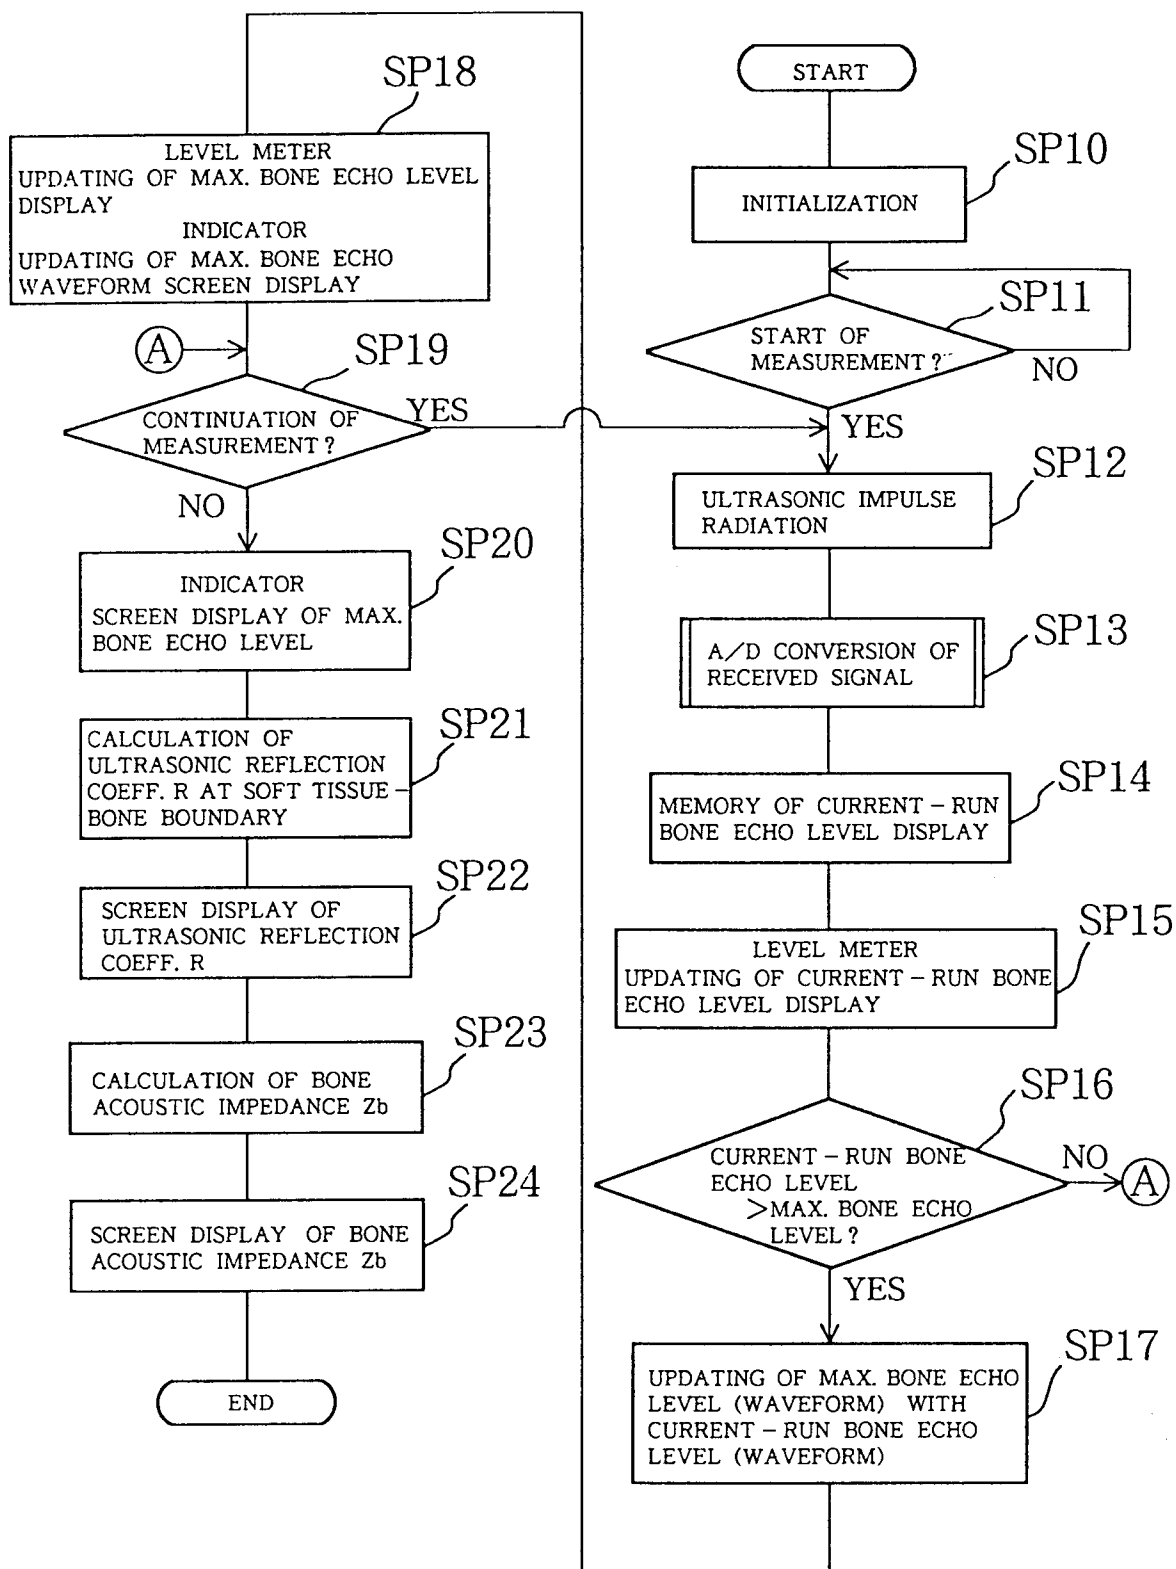 START
SP10
INITIALIZATION
SP11
START OF
MEASUREMENT?
NO
YES
SP12
ULTRASONIC IMPULSE
RADIATION
SP13
A/D CONVERSION OF
RECEIVED SIGNAL
SP14
MEMORY OF CURRENT-RUN
BONE ECHO LEVEL DISPLAY
SP15
LEVEL METER
UPDATING OF CURRENT-RUN BONE
ECHO LEVEL DISPLAY
SP16
CURRENT-RUN BONE
ECHO LEVEL
>MAX. BONE ECHO
LEVEL?
NO
A
YES
SP17
UPDATING OF MAX. BONE ECHO
LEVEL (WAVEFORM) WITH
CURRENT-RUN BONE ECHO
LEVEL (WAVEFORM)
SP18
LEVEL METER
UPDATING OF MAX. BONE ECHO LEVEL
DISPLAY
INDICATOR
UPDATING OF MAX. BONE ECHO
WAVEFORM SCREEN DISPLAY
A
SP19
CONTINUATION OF
MEASUREMENT?
YES
NO
SP20
INDICATOR
SCREEN DISPLAY OF MAX.
BONE ECHO LEVEL
SP21
CALCULATION OF
ULTRASONIC REFLECTION
COEFF. R AT SOFT TISSUE-
BONE BOUNDARY
SP22
SCREEN DISPLAY OF
ULTRASONIC REFLECTION
COEFF. R
SP23
CALCULATION OF BONE
ACOUSTIC IMPEDANCE Zb
SP24
SCREEN DISPLAY OF BONE
ACOUSTIC IMPEDANCE Zb
END